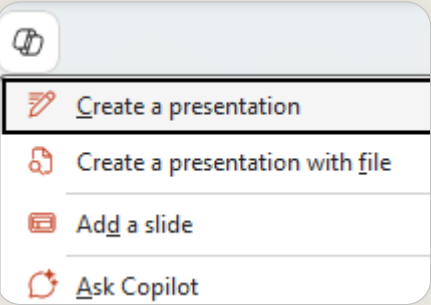 Create a presentation
Create a presentation with file
Add a slide
Ask Copilot